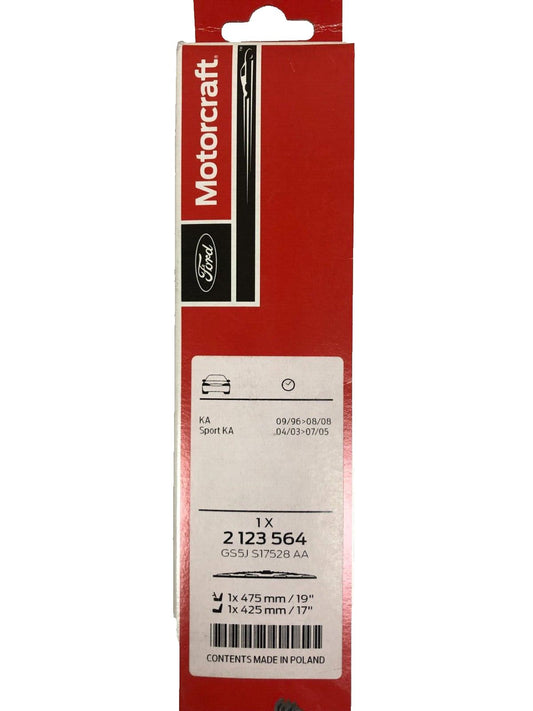 Motorcraft®
Ford
KA 09/96>08/08
Sport KA 04/03>07/05
1 X
2 123 564
GS5J S17528 AA
1x 475 mm / 19"
1x 425 mm / 17"
CONTENTS MADE IN POLAND